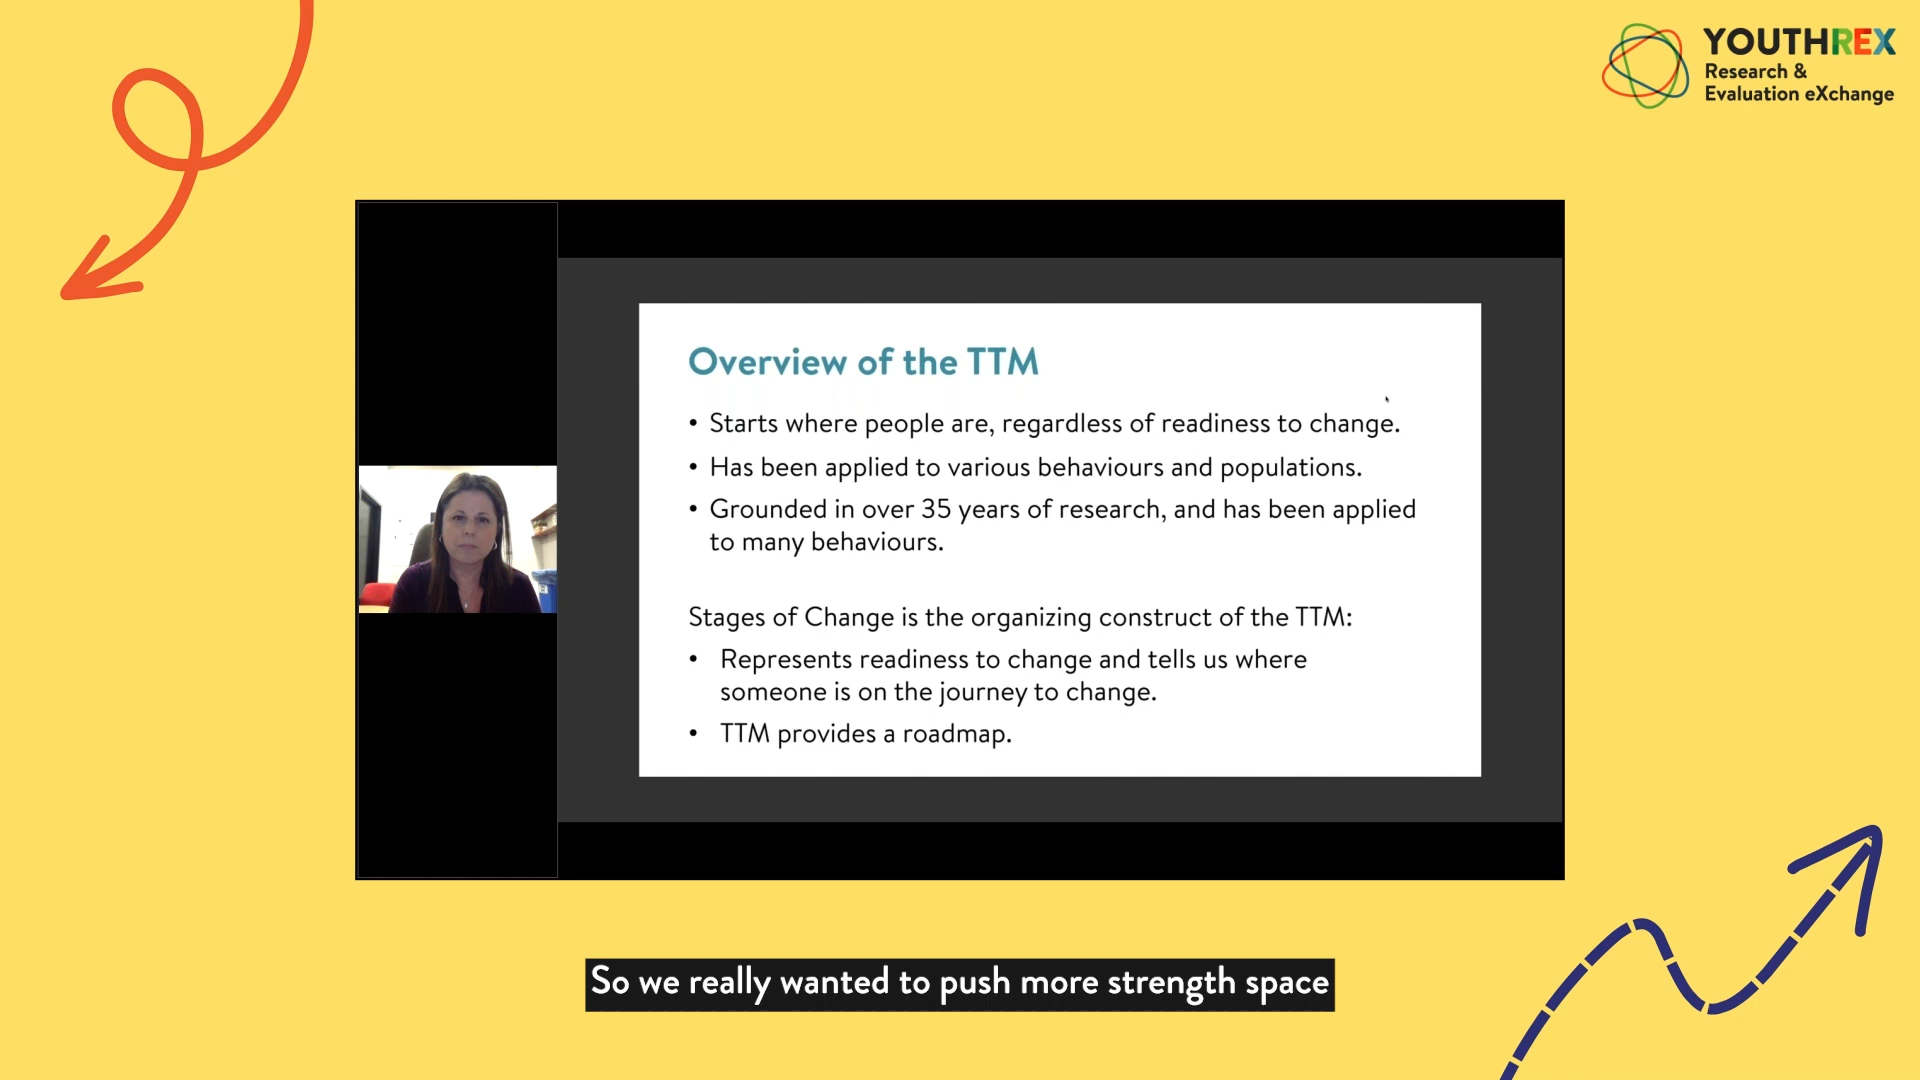 YOUTHREX
Research &
Evaluation eXchange
Overview of the TTM
• Starts where people are, regardless of readiness to change.
• Has been applied to various behaviours and populations.
• Grounded in over 35 years of research, and has been applied
to many behaviours.
Stages of Change is the organizing construct of the TTM:
• Represents readiness to change and tells us where
someone is on the journey to change.
• TTM provides a roadmap.
So we really wanted to push more strength space